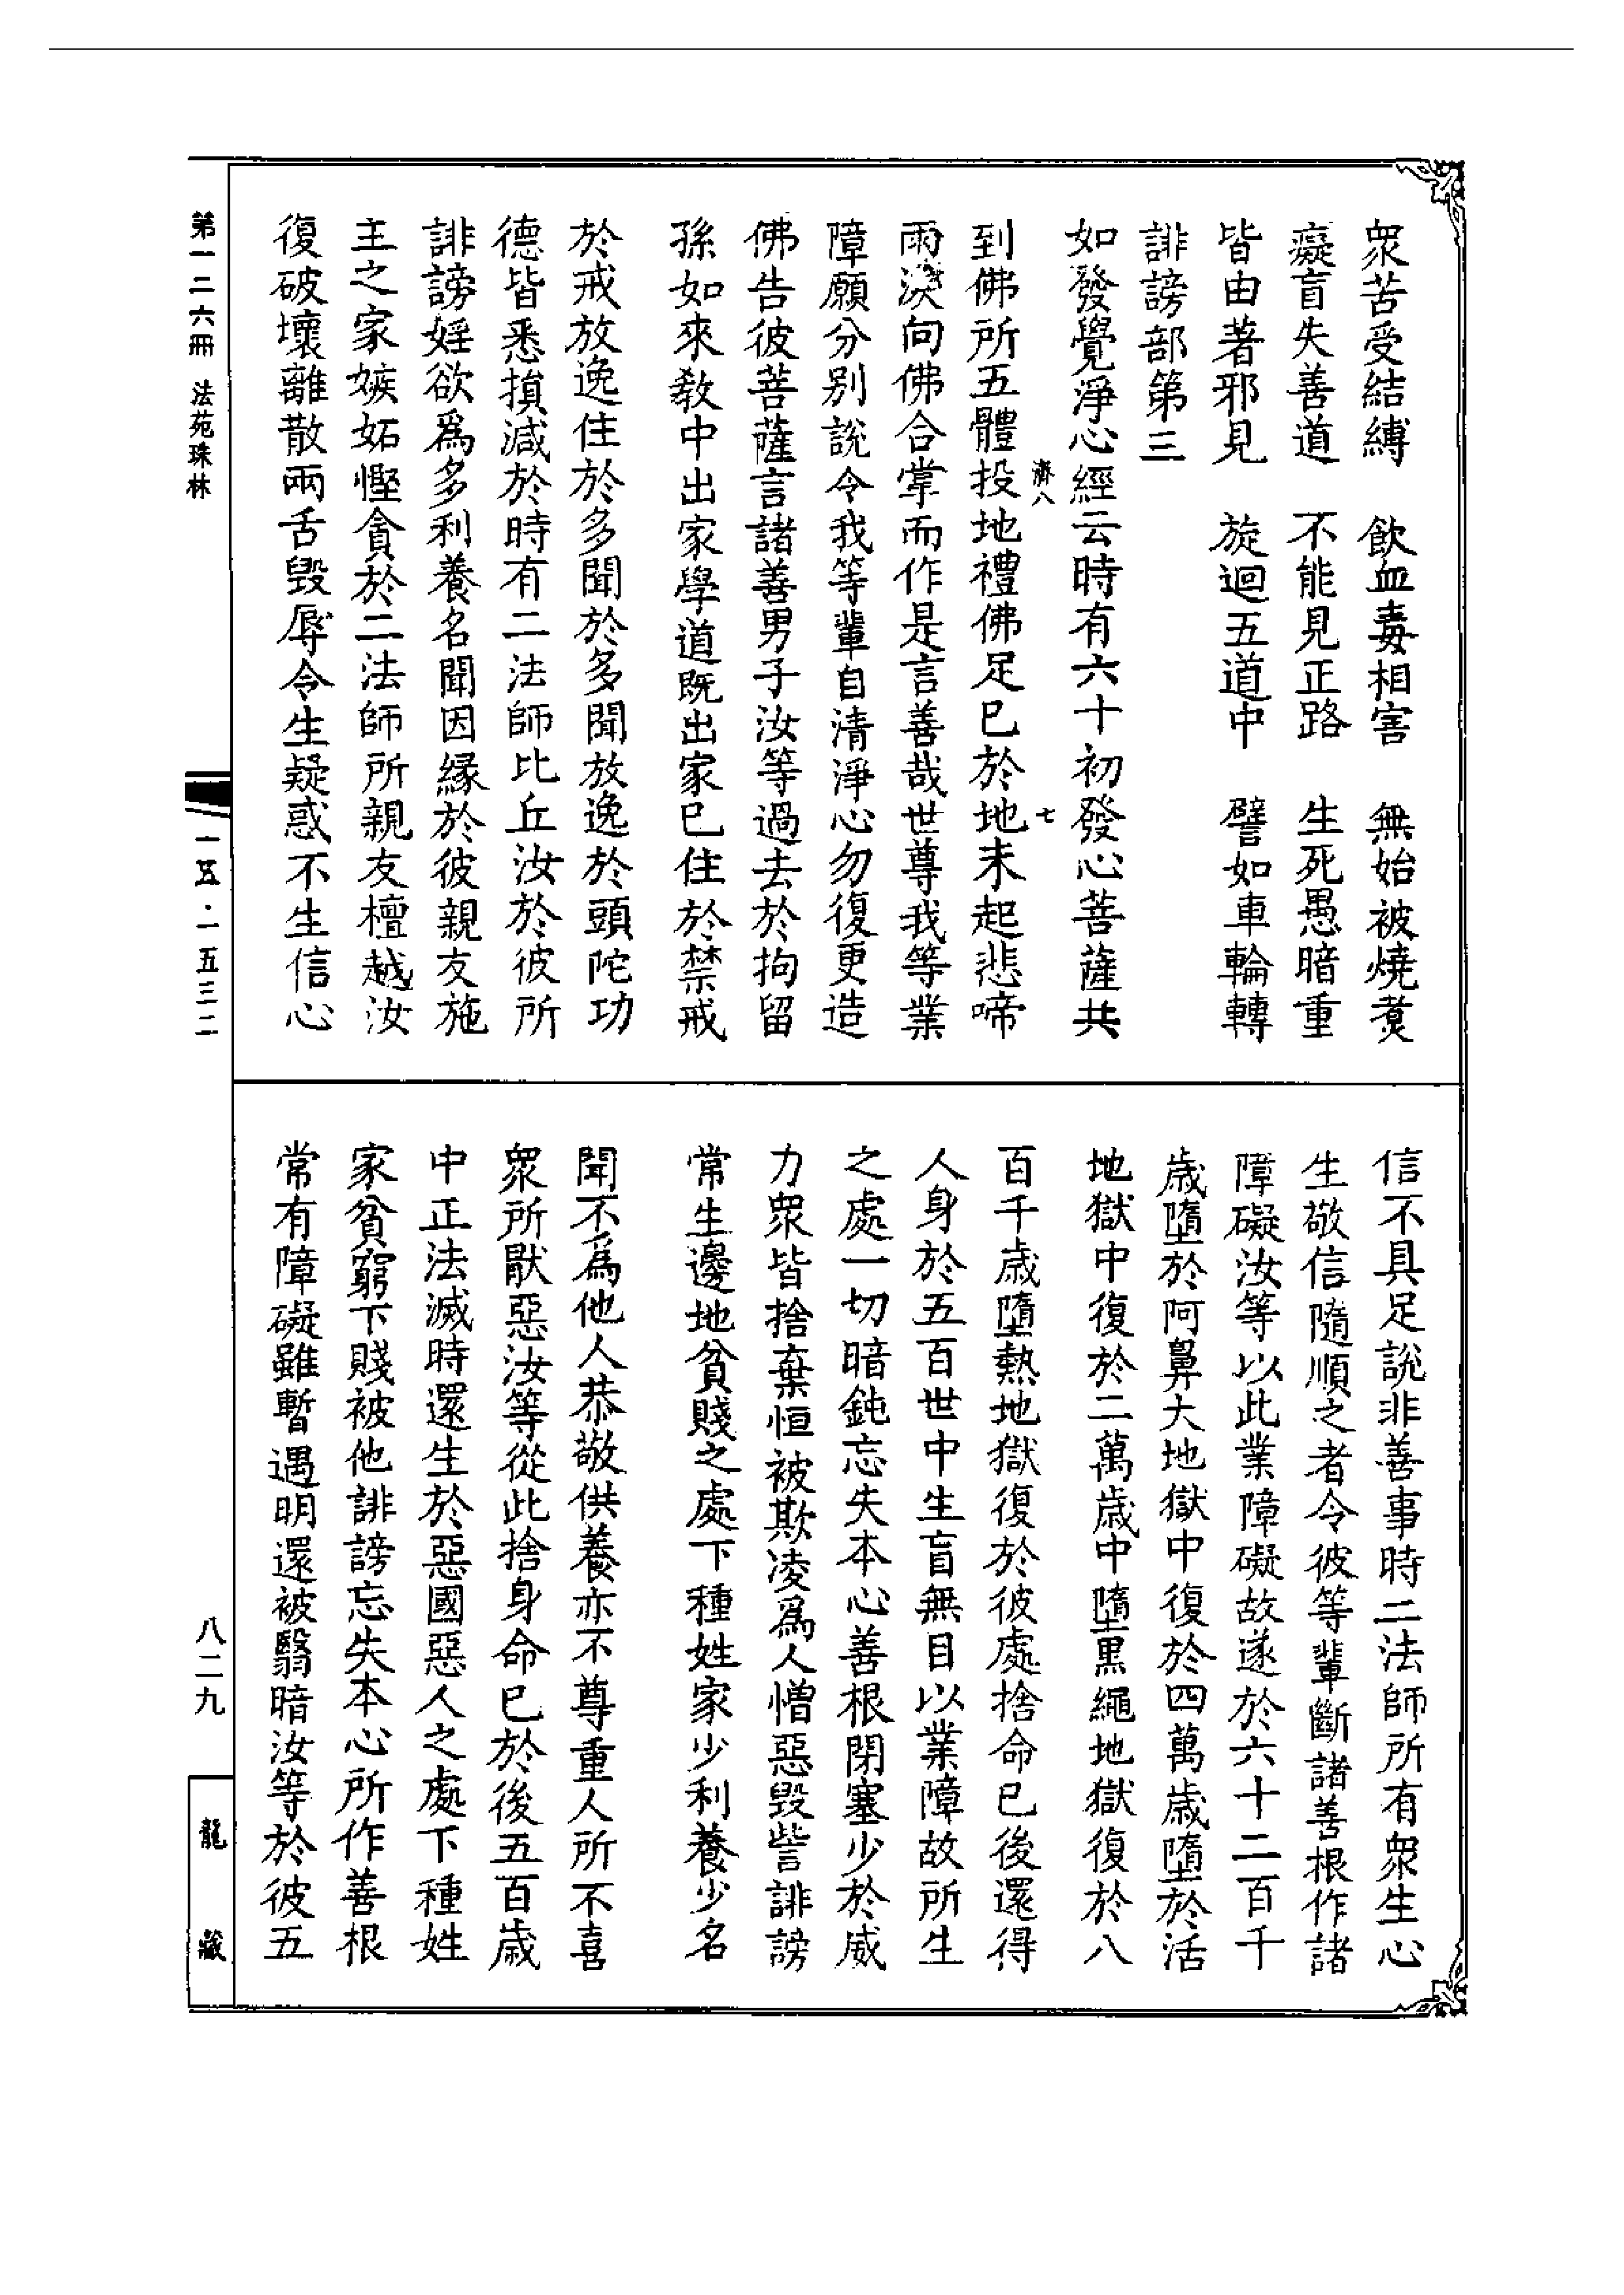 眾苦受結縛　飲血毒相害　無始被燒煑
癡盲失善道　不能見正路　生死愚暗重
皆由著邪見　旋迴五道中　譬如車輪轉
誹謗部第三
如發覺淨心經云時有六十初發心菩薩共
濟八　七
到佛所五體投地禮佛足已於地未起悲啼
雨淚向佛合掌而作是言善哉世尊我等業
障願分別說令我等輩自清淨心勿復更造
佛告彼菩薩言諸善男子汝等過去於拘留
孫如來教中出家學道既出家已住於禁戒
於戒放逸住於多聞於多聞放逸於頭陀功
德皆悉損減於時有二法師比丘汝於彼所
誹謗婬欲為多利養名聞因緣於彼親友施
主之家嫉妬慳貪於二法師所親友檀越汝
復破壞離散兩舌毀辱令生疑惑不生信心
信不具足說非善事時二法師所有眾生心
生敬信隨順之者令彼等輩斷諸善根作諸
障礙汝等以此業障礙故遂於六十二百千
歲墮於阿鼻大地獄中復於四萬歲墮於活
地獄中復於二萬歲中墮黑繩地獄復於八
百千歲墮熱地獄復於彼處捨命已後還得
人身於五百世中生盲無目以業障故所生
之處一切暗鈍忘失本心善根閉塞少於威
力眾皆捨棄恒被欺凌為人憎惡毀訾誹謗
常生邊地貧賤之處下種姓家少利養少名
聞不為他人恭敬供養亦不尊重人所不喜
眾所厭惡汝等從此捨身命已於後五百歲
中正法滅時還生於惡國惡人之處下種姓
家貧窮下賤被他誹謗忘失本心所作善根
常有障礙雖暫遇明還被翳暗汝等於彼五
第一二六冊　法苑珠林
一五五·一五三二
八二九
龍藏